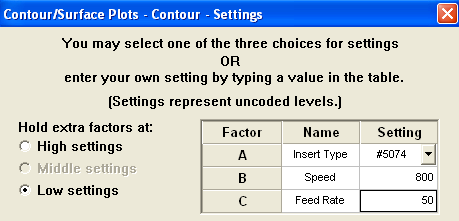 Contour/Surface Plots - Contour - Settings
You may select one of the three choices for settings
OR
enter your own setting by typing a value in the table.
(Settings represent uncoded levels.)
Hold extra factors at:
High settings
Middle settings
Low settings
Factor Name Setting
A Insert Type #5074
B Speed 800
C Feed Rate 50